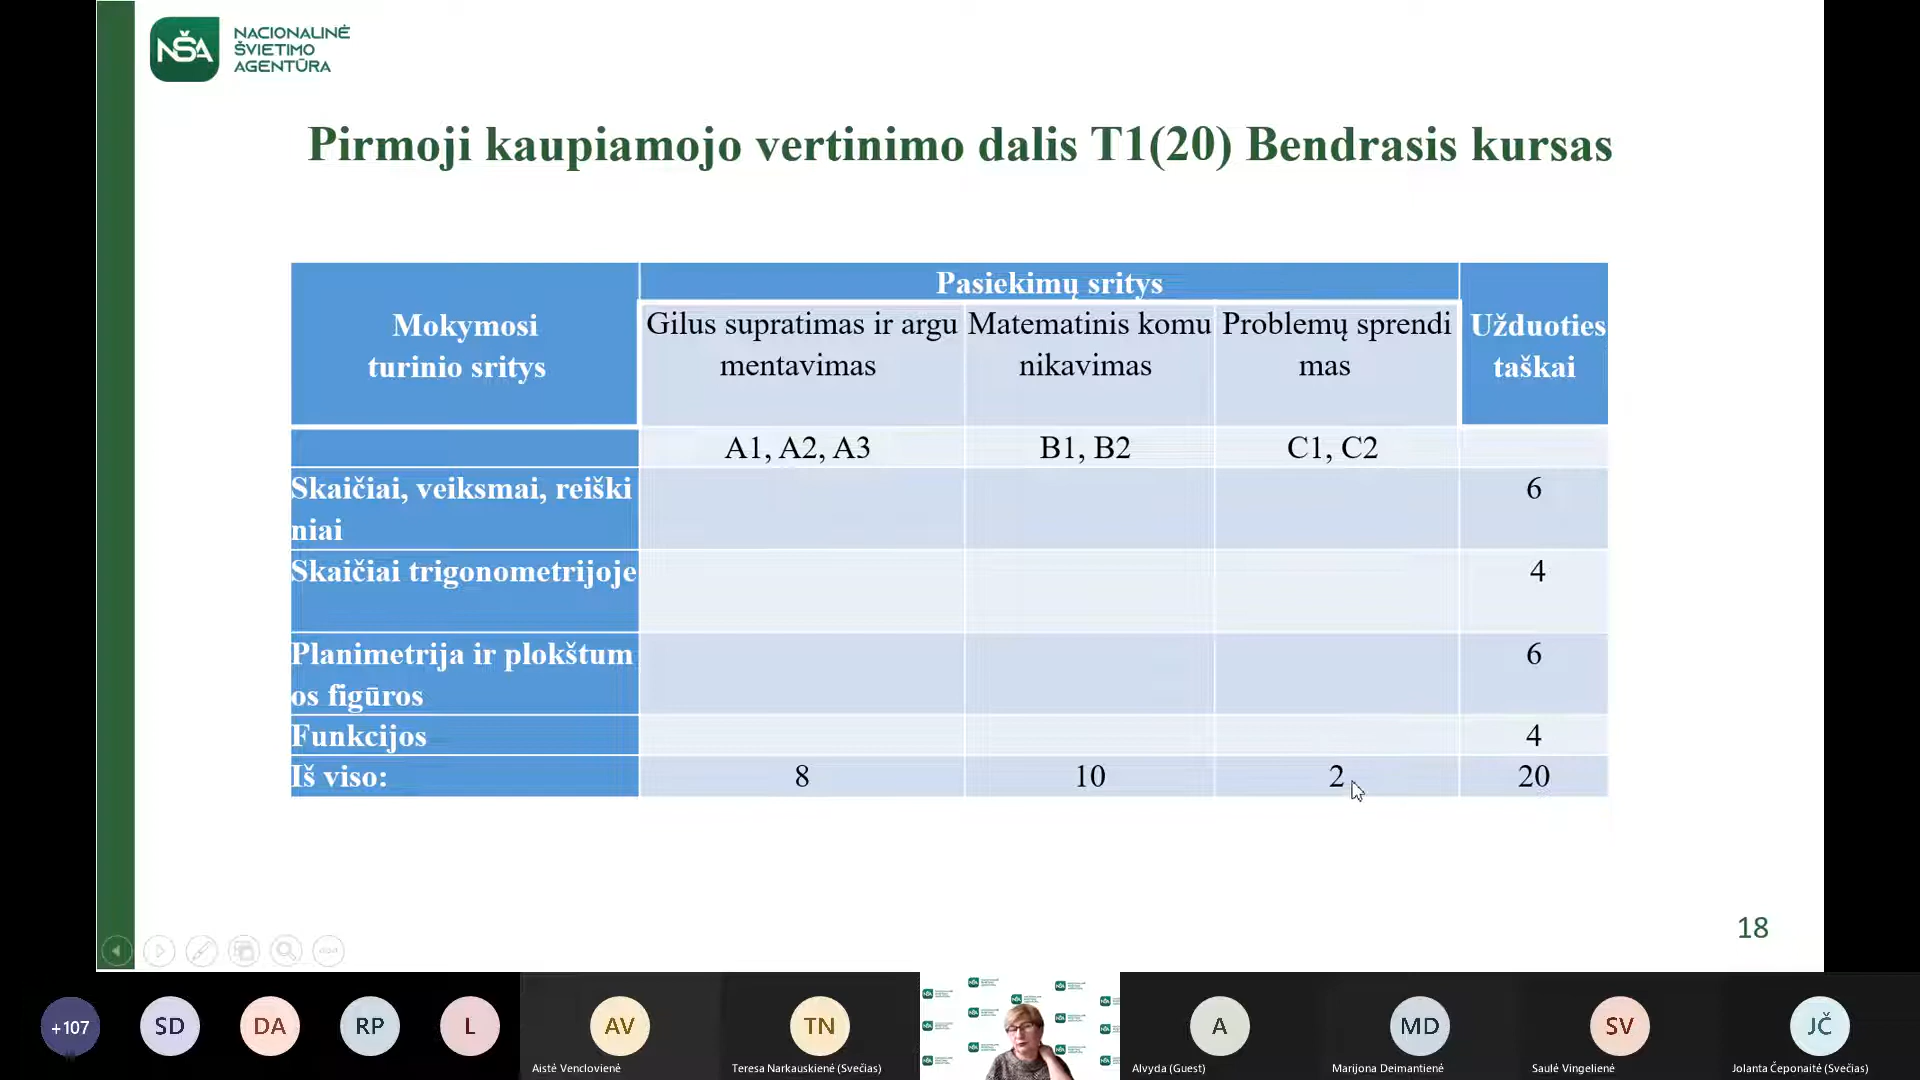 NŠA
NACIONALINĖ
ŠVIETIMO
AGENTŪRA
Pirmoji kaupiamojo vertinimo dalis T1(20) Bendrasis kursas
Mokymosi
turinio sritys
Pasiekimų sritys
Užduoties
taškai
Gilus supratimas ir argu
mentavimas
Matematinis komu
nikavimas
Problemų sprendi
mas
A1, A2, A3
B1, B2
C1, C2
Skaičiai, veiksmai, reiški
niai
6
Skaičiai trigonometrijoje
4
Planimetrija ir plokštum
os figūros
6
Funkcijos
4
Iš viso:
8
10
2
20
18
+107
SD
DA
RP
L
AV
TN
A
MD
SV
JČ
Aistė Venclovienė
Teresa Narkauskienė (Svečias)
Alvyda (Guest)
Marijona Deimantienė
Saulė Vingelienė
Jolanta Čeponaitė (Svečias)